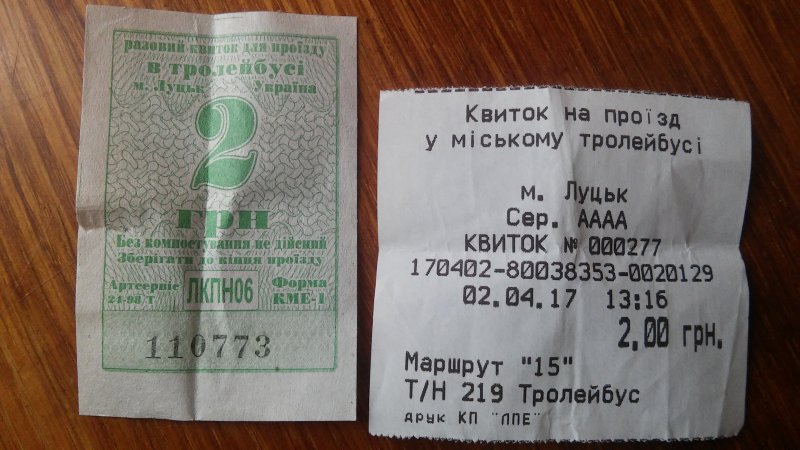 разовий квиток для проїзду
в тролейбусі
м. Луцьк Україна
2
грн
Без компостування не дійсний
Зберігати до кінця проїзду
Артсервіс
24-98 Т
ЛКПН06
Форма
КМЕ-1
110773
Квиток на проїзд
у міському тролейбусі
м. Луцьк
Сер. АААА
КВИТОК № 000277
170402-80038353-0020129
02.04.17 13:16
2,00 грн.
Маршрут "15"
Т/Н 219 Тролейбус
друк КП "ЛПЕ"